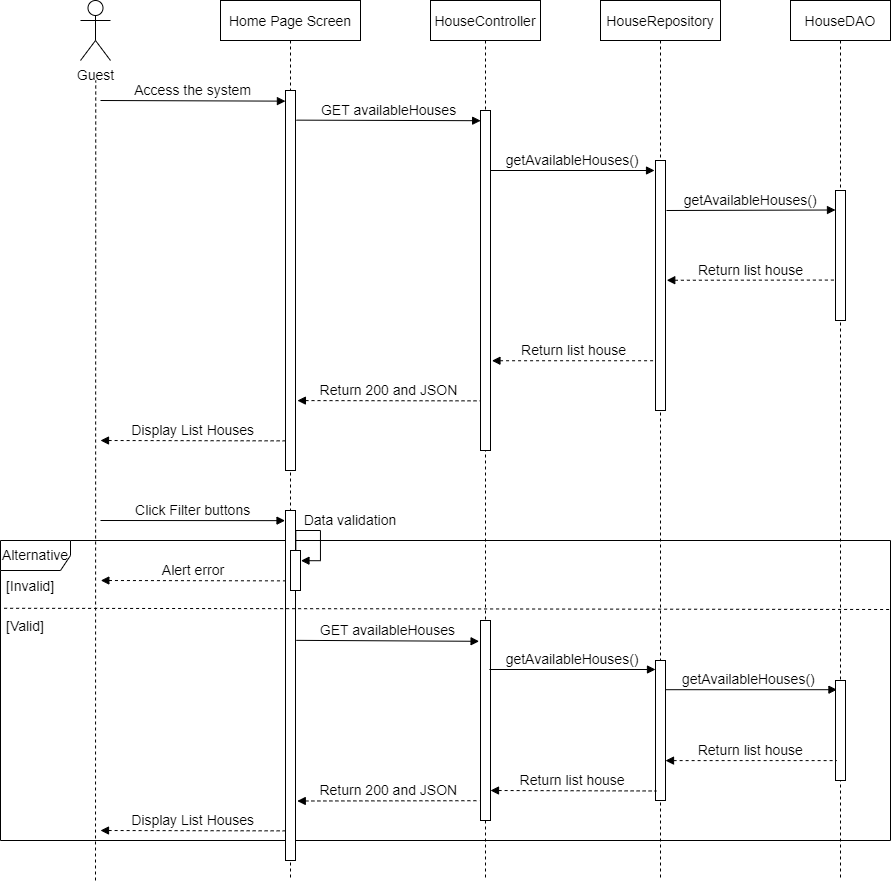 Home Page Screen
HouseController
HouseRepository
HouseDAO
Guest
Access the system
GET availableHouses
getAvailableHouses()
getAvailableHouses()
Return list house
Return list house
Return 200 and JSON
Display List Houses
Click Filter buttons
Data validation
Alternative
Alert error
[Invalid]
[Valid]
GET availableHouses
getAvailableHouses()
getAvailableHouses()
Return list house
Return list house
Return 200 and JSON
Display List Houses